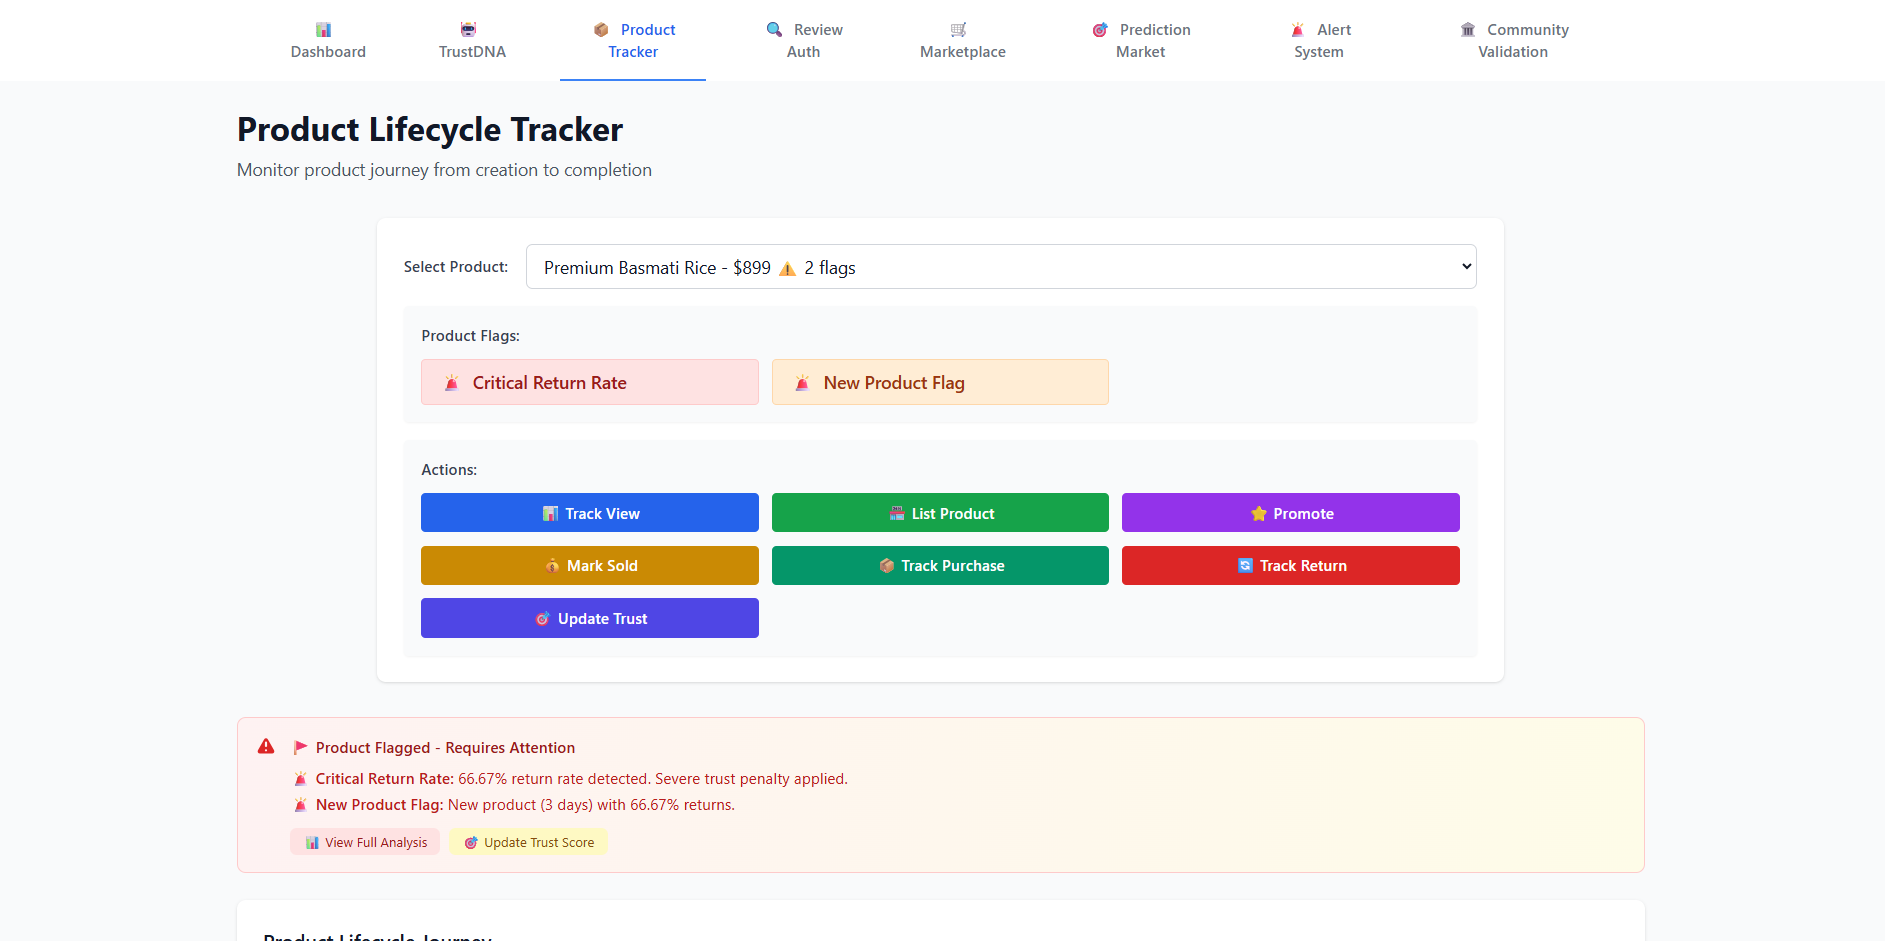 Dashboard
TrustDNA
Product
Tracker
Review
Auth
Marketplace
Prediction
Market
Alert
System
Community
Validation
Product Lifecycle Tracker
Monitor product journey from creation to completion
Select Product:
Premium Basmati Rice - $899 ⚠️ 2 flags
Product Flags:
Critical Return Rate
New Product Flag
Actions:
Track View
List Product
Promote
Mark Sold
Track Purchase
Track Return
Update Trust
Product Flagged - Requires Attention
Critical Return Rate: 66.67% return rate detected. Severe trust penalty applied.
New Product Flag: New product (3 days) with 66.67% returns.
View Full Analysis
Update Trust Score
Product Lifecycle Journey